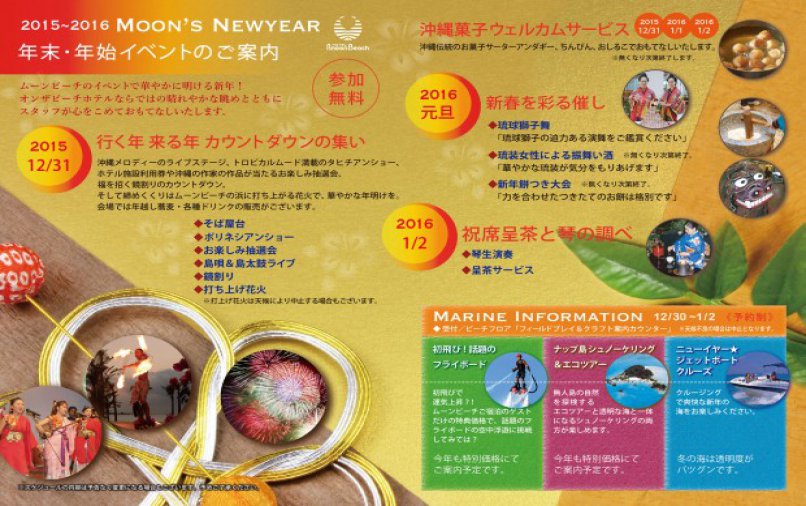 2015~2016 MOON'S NEWYEAR
年末・年始イベントのご案内
Moon Beach
ムーンビーチのイベントで華やかに明ける新年！
オンザビーチホテルならではの晴れやかな眺めとともに
スタッフが心をこめておもてなしいたします。
参加
無料
2015
12/31
行く年 来る年 カウントダウンの集い
沖縄メロディーのライブステージ、トロピカルムード満載のタヒチアンショー、
ホテル施設利用券や沖縄の作家の作品が当たるお楽しみ抽選会。
福を招く鏡割りのカウントダウン。
そして締めくくりはムーンビーチの浜に打ち上がる花火で、華やかな年明けを。
会場では年越し蕎麦・各種ドリンクの販売がございます。
◆そば屋台
◆ポリネシアンショー
◆お楽しみ抽選会
◆島唄＆島太鼓ライブ
◆鏡割り
◆打ち上げ花火
※打上げ花火は天候により中止する場合もございます。
※スケジュールの内容は予告なく変更になる場合もございます。予めご了承ください。
沖縄菓子ウェルカムサービス
2015
12/31
2016
1/1
2016
1/2
沖縄伝統のお菓子サーターアンダギー、ちんびん、おしるこでおもてなしいたします。
※無くなり次第終了します。
2016
元旦
新春を彩る催し
◆琉球獅子舞
「琉球獅子の迫力ある演舞をご鑑賞ください」
◆琉装女性による振舞い酒 ※無くなり次第終了。
「華やかな琉装が気分をもりあげます」
◆新年餅つき大会 ※無くなり次第終了。
「力を合わせたつきたてのお餅は格別です」
2016
1/2
祝席呈茶と琴の調べ
◆琴生演奏
◆呈茶サービス
MARINE INFORMATION 12/30~1/2 《予約制》
◆受付／ビーチフロア「フィールドプレイ＆クラフト案内カウンター」 ※天候不良の場合は中止となります。
初飛び！話題の
フライボード
初飛びで
運気上昇？！
ムーンビーチご宿泊のゲスト
だけの特典価格で、話題のフ
ライボードの空中浮遊に挑戦
してみては？
今年も特別価格にて
ご案内予定です。
ナップ島シュノーケリング
＆エコツアー
無人島の自然
を探検する
エコツアーと透明な海と一体
になるシュノーケリングの両
方が楽しめます。
今年も特別価格にて
ご案内予定です。
ニューイヤー★
ジェットボート
クルーズ
クルージング
で爽快な新年の
海をお楽しみください。
冬の海は透明度が
バツグンです。